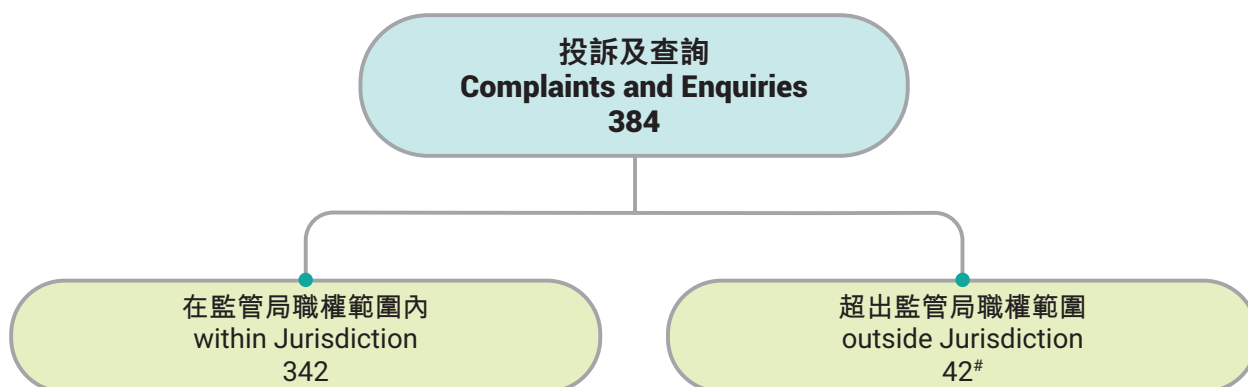 投訴及查詢
Complaints and Enquiries
384
在監管局職權範圍內
within Jurisdiction
342
超出監管局職權範圍
outside Jurisdiction
42#